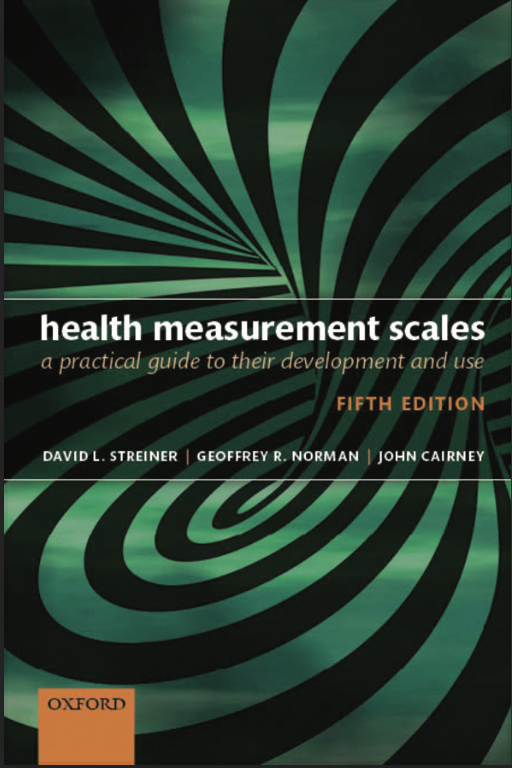 health measurement scales
a practical guide to their development and use
FIFTH EDITION
DAVID L. STREINER | GEOFFREY R. NORMAN | JOHN CAIRNEY
OXFORD